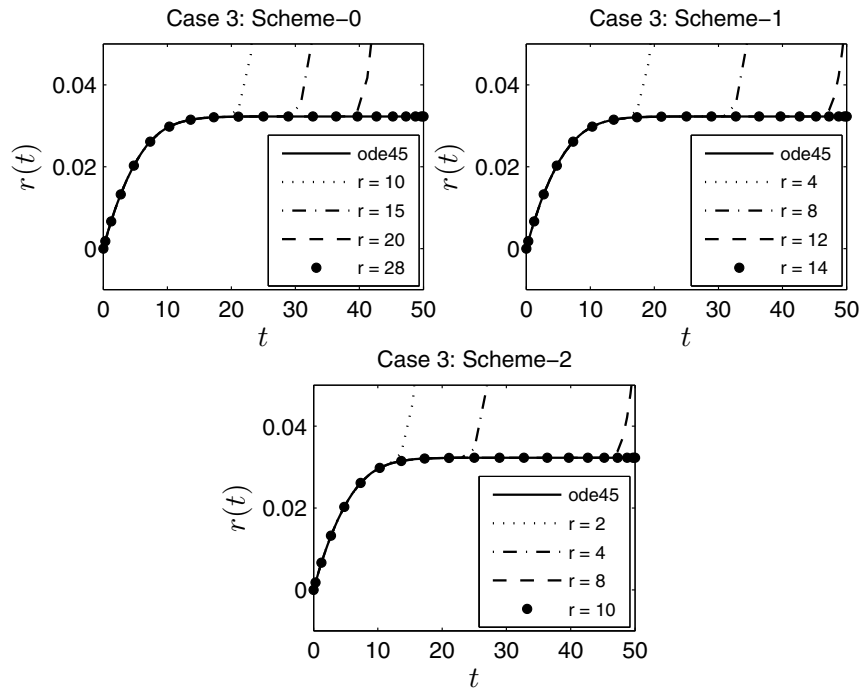 Case 3: Scheme−0
r(t)
0.04
0.02
0
ode45
r = 10
r = 15
r = 20
r = 28
0 10 20 30 40 50
t
Case 3: Scheme−1
r(t)
0.04
0.02
0
ode45
r = 4
r = 8
r = 12
r = 14
0 10 20 30 40 50
t
Case 3: Scheme−2
r(t)
0.04
0.02
0
ode45
r = 2
r = 4
r = 8
r = 10
0 10 20 30 40 50
t